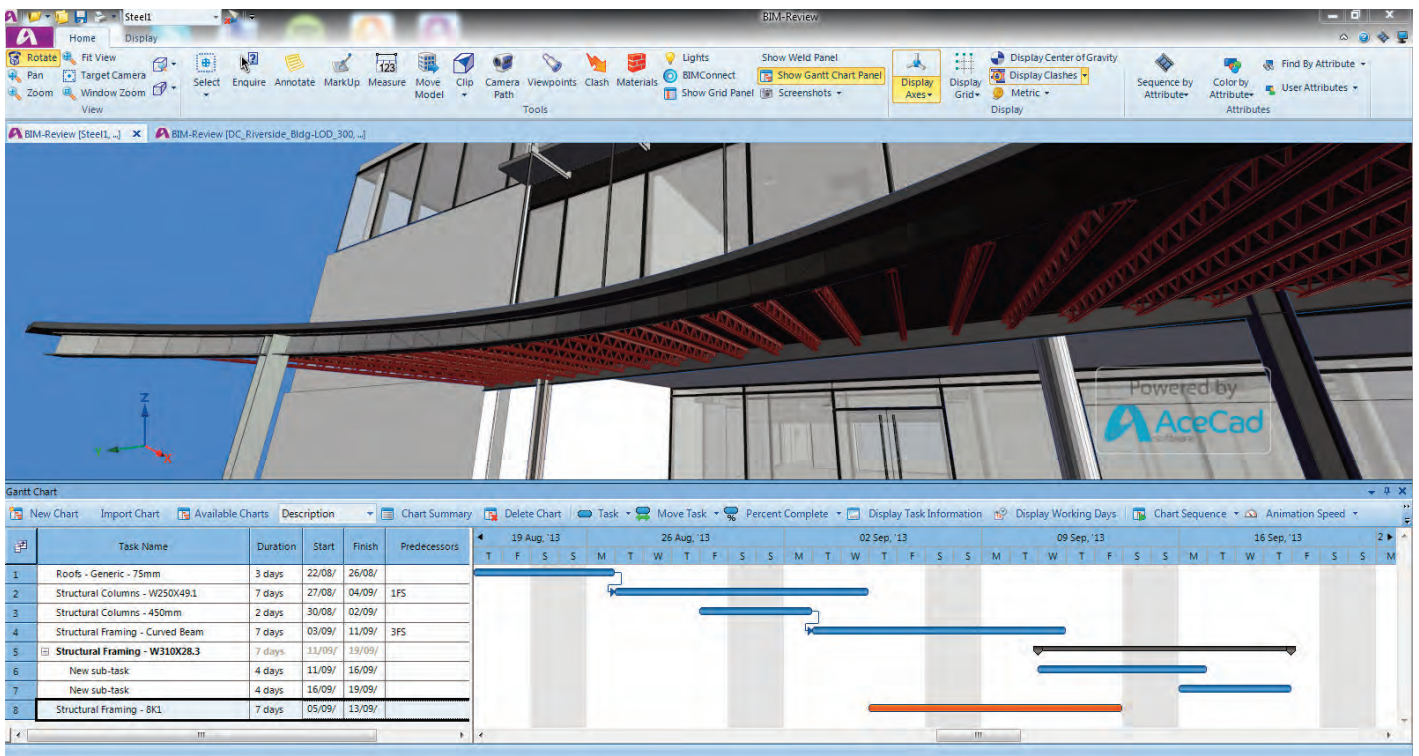 Steel1
BIM-Review
Home Display
Rotate Fit View
Pan Target Camera
Zoom Window Zoom
View
Select Enquire Annotate MarkUp Measure Move Model Clip Camera Path Viewpoints Clash Materials
123
Lights Show Weld Panel
BIMConnect Show Gantt Chart Panel
Show Grid Panel Screenshots
Tools
Display Axes Display Grid
Display Center of Gravity
Display Clashes
Metric
Display
Sequence by Attribute Color by Attribute
Find By Attribute
User Attributes
Attributes
BIM-Review [Steel1, ...] X BIM-Review [DC_Riverside_Bldg-LOD_300, ...]
Powered by
AceCad
software
Z
Y X
Gantt Chart
New Chart Import Chart Available Charts Description Chart Summary Delete Chart Task Move Task Percent Complete Display Task Information Display Working Days Chart Sequence Animation Speed
Task Name Duration Start Finish Predecessors
19 Aug, '13 26 Aug, '13 02 Sep, '13 09 Sep, '13 16 Sep, '13 2
T F S S M T W T F S S M T W T F S S M T W T F S S M T W T F S S M
1 Roofs - Generic - 75mm 3 days 22/08/ 26/08/
2 Structural Columns - W250X49.1 7 days 27/08/ 04/09/ 1FS
3 Structural Columns - 450mm 2 days 30/08/ 02/09/
4 Structural Framing - Curved Beam 7 days 03/09/ 11/09/ 3FS
5 Structural Framing - W310X28.3 7 days 11/09/ 19/09/
6 New sub-task 4 days 11/09/ 16/09/
7 New sub-task 4 days 16/09/ 19/09/
8 Structural Framing - 8K1 7 days 05/09/ 13/09/